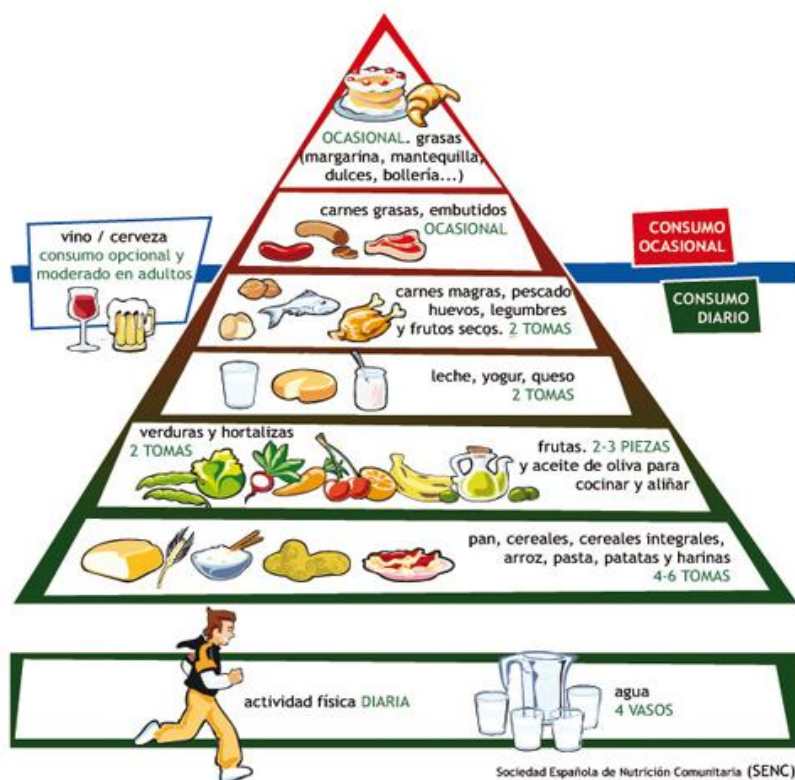 OCASIONAL. grasas
(margarina, mantequilla,
dulces, bollería...)
carnes grasas, embutidos
OCASIONAL
CONSUMO
OCASIONAL
vino / cerveza
consumo opcional y
moderado en adultos
CONSUMO
DIARIO
carnes magras, pescado
huevos, legumbres
y frutos secos. 2 TOMAS
leche, yogur, queso
2 TOMAS
verduras y hortalizas
2 TOMAS
frutas. 2-3 PIEZAS
y aceite de oliva para
cocinar y aliñar
pan, cereales, cereales integrales,
arroz, pasta, patatas y harinas
4-6 TOMAS
actividad física DIARIA
agua
4 VASOS
Sociedad Española de Nutrición Comunitaria (SENC)